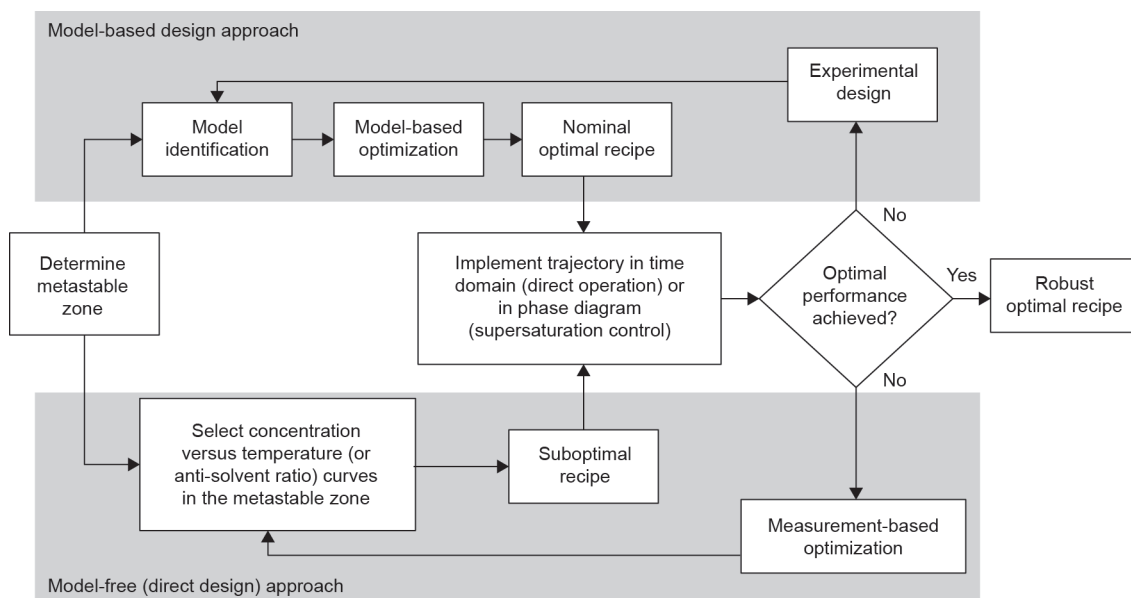 Model-based design approach
Experimental
design
Model
identification
Model-based
optimization
Nominal
optimal recipe
No
Determine
metastable
zone
Implement trajectory in time
domain (direct operation) or
in phase diagram
(supersaturation control)
Optimal
performance
achieved?
Yes
Robust
optimal recipe
No
Select concentration
versus temperature (or
anti-solvent ratio) curves
in the metastable zone
Suboptimal
recipe
Measurement-based
optimization
Model-free (direct design) approach